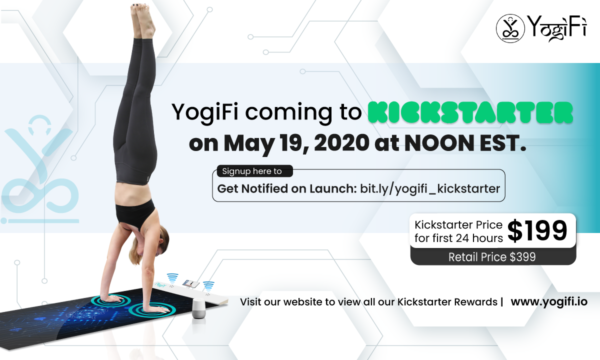 YogiFi
YogiFi coming to KICKSTARTER
on May 19, 2020 at NOON EST.
Signup here to
Get Notified on Launch: bit.ly/yogifi_kickstarter
Kickstarter Price
for first 24 hours $199
Retail Price $399
Visit our website to view all our Kickstarter Rewards | www.yogifi.io